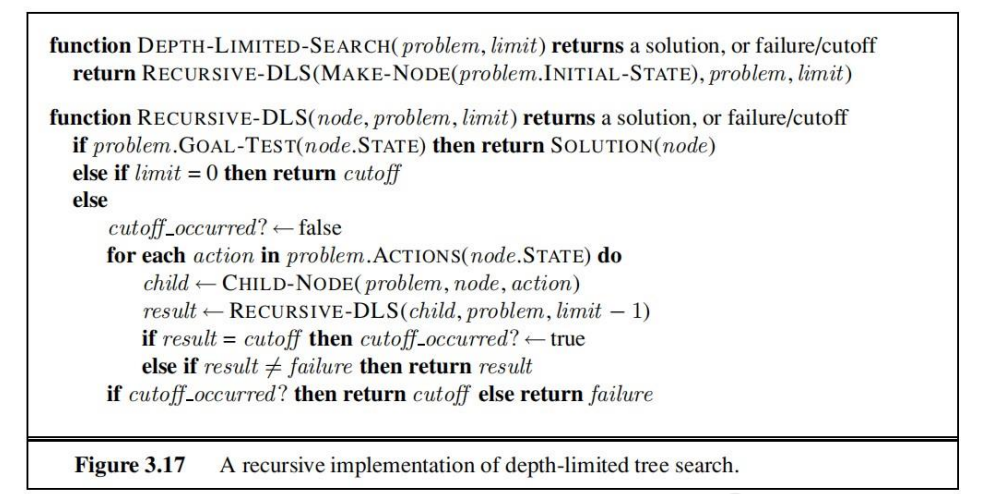 function DEPTH-LIMITED-SEARCH(problem, limit) returns a solution, or failure/cutoff
return RECURSIVE-DLS(MAKE-NODE(problem.INITIAL-STATE), problem, limit)
function RECURSIVE-DLS(node, problem, limit) returns a solution, or failure/cutoff
if problem.GOAL-TEST(node.STATE) then return SOLUTION(node)
else if limit = 0 then return cutoff
else
cutoff_occurred? ← false
for each action in problem.ACTIONS(node.STATE) do
child ← CHILD-NODE(problem, node, action)
result ← RECURSIVE-DLS(child, problem, limit − 1)
if result = cutoff then cutoff_occurred? ← true
else if result ≠ failure then return result
if cutoff_occurred? then return cutoff else return failure
Figure 3.17 A recursive implementation of depth-limited tree search.